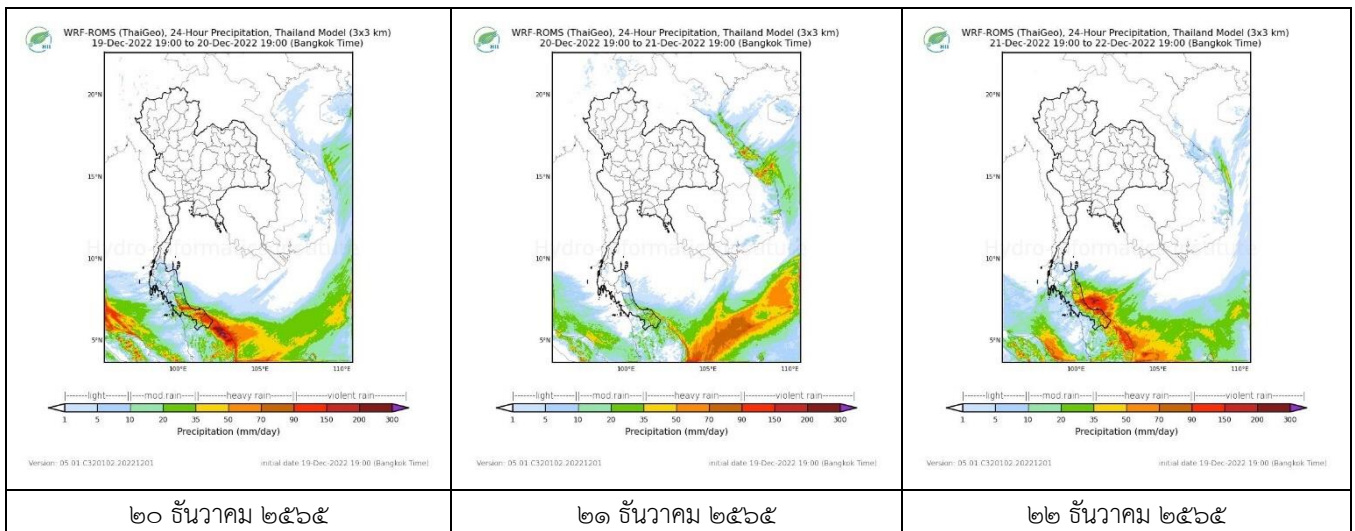 WRF-ROMS (ThaiGeo), 24-Hour Precipitation, Thailand Model (3x3 km)
19-Dec-2022 19:00 to 20-Dec-2022 19:00 (Bangkok Time)
20°N
15°N
10°N
5°N
100°E 105°E 110°E
Hydro-Informatics Institute
|-------light------||---mod.rain---||------heavy rain------||------violent rain------|
1 5 10 20 35 50 70 90 150 200 300
Precipitation (mm/day)
Version: 05.01.C320102.20221201 initial date 19-Dec-2022 19:00 (Bangkok Time)
๒๐ ธันวาคม ๒๕๖๕
WRF-ROMS (ThaiGeo), 24-Hour Precipitation, Thailand Model (3x3 km)
20-Dec-2022 19:00 to 21-Dec-2022 19:00 (Bangkok Time)
20°N
15°N
10°N
5°N
100°E 105°E 110°E
Hydro-Informatics Institute
|-------light------||---mod.rain---||------heavy rain------||------violent rain------|
1 5 10 20 35 50 70 90 150 200 300
Precipitation (mm/day)
Version: 05.01.C320102.20221201 initial date 19-Dec-2022 19:00 (Bangkok Time)
๒๑ ธันวาคม ๒๕๖๕
WRF-ROMS (ThaiGeo), 24-Hour Precipitation, Thailand Model (3x3 km)
21-Dec-2022 19:00 to 22-Dec-2022 19:00 (Bangkok Time)
20°N
15°N
10°N
5°N
100°E 105°E 110°E
Hydro-Informatics Institute
|-------light------||---mod.rain---||------heavy rain------||------violent rain------|
1 5 10 20 35 50 70 90 150 200 300
Precipitation (mm/day)
Version: 05.01.C320102.20221201 initial date 19-Dec-2022 19:00 (Bangkok Time)
๒๒ ธันวาคม ๒๕๖๕